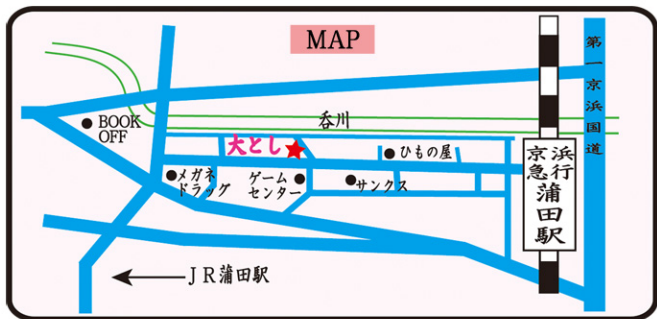 MAP
第一京浜国道
BOOK
OFF
呑川
大とし
ひもの屋
メガネ
ドラッグ
ゲーム
センター
サンクス
京浜
急行
蒲田駅
JR蒲田駅